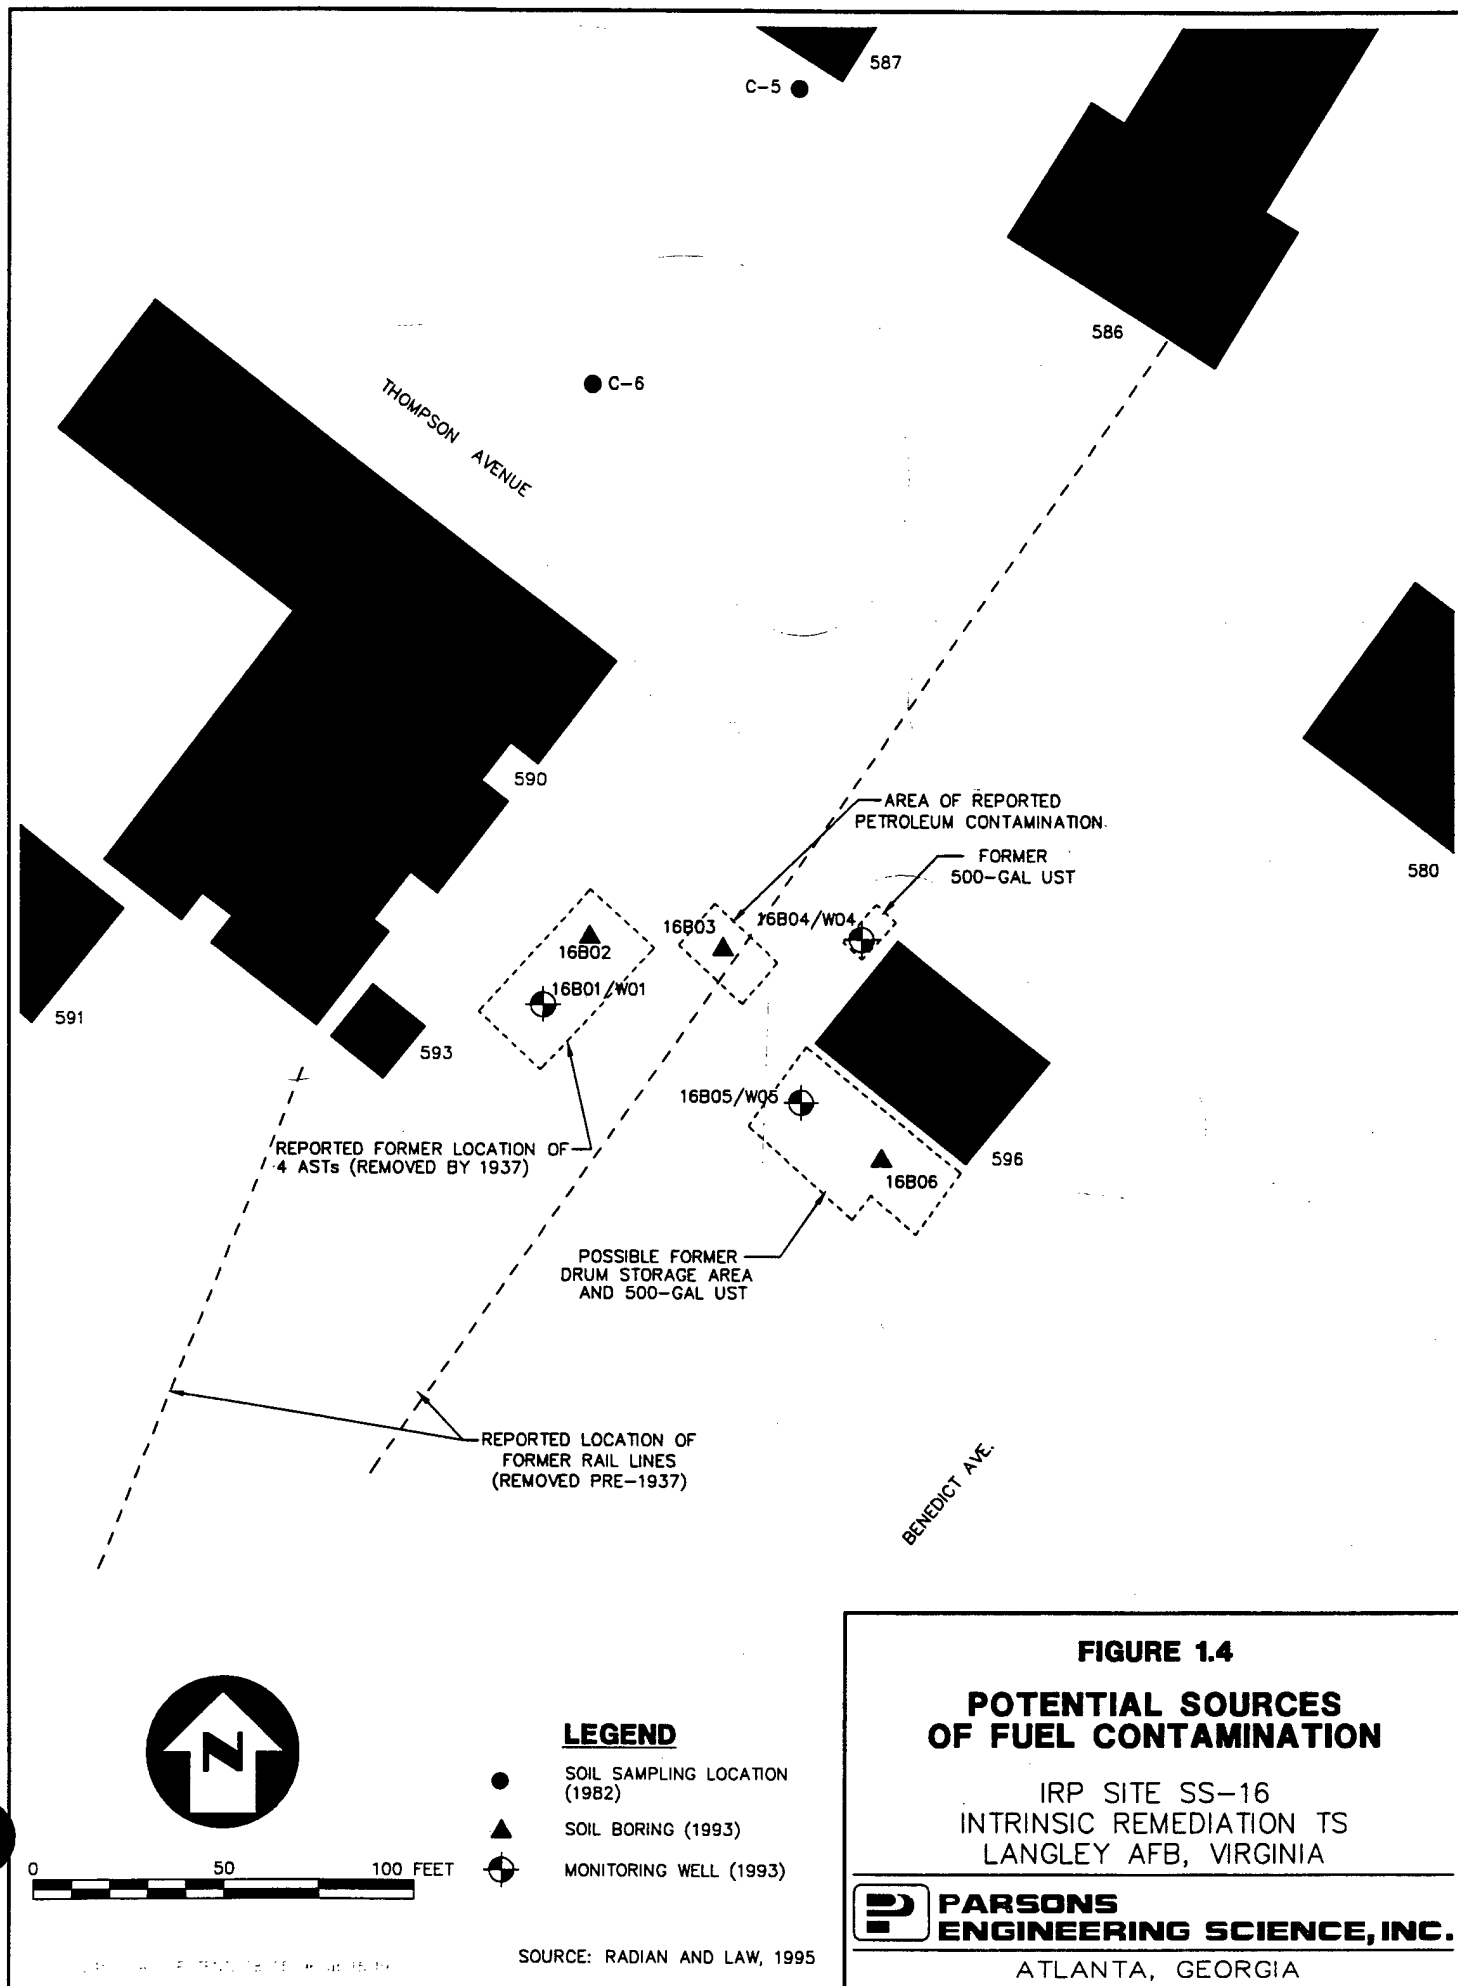 587
C-5
586
C-6
THOMPSON AVENUE
590
AREA OF REPORTED
PETROLEUM CONTAMINATION
FORMER
500-GAL UST
580
16B03
16B04/W04
16B02
16B01/W01
591
593
16B05/W05
REPORTED FORMER LOCATION OF
4 ASTs (REMOVED BY 1937)
596
16B06
POSSIBLE FORMER
DRUM STORAGE AREA
AND 500-GAL UST
REPORTED LOCATION OF
FORMER RAIL LINES
(REMOVED PRE-1937)
BENEDICT AVE.
N
0 50 100 FEET
LEGEND
SOIL SAMPLING LOCATION
(1982)
SOIL BORING (1993)
MONITORING WELL (1993)
SOURCE: RADIAN AND LAW, 1995
FIGURE 1.4
POTENTIAL SOURCES
OF FUEL CONTAMINATION
IRP SITE SS-16
INTRINSIC REMEDIATION TS
LANGLEY AFB, VIRGINIA
PARSONS
ENGINEERING SCIENCE, INC.
ATLANTA, GEORGIA